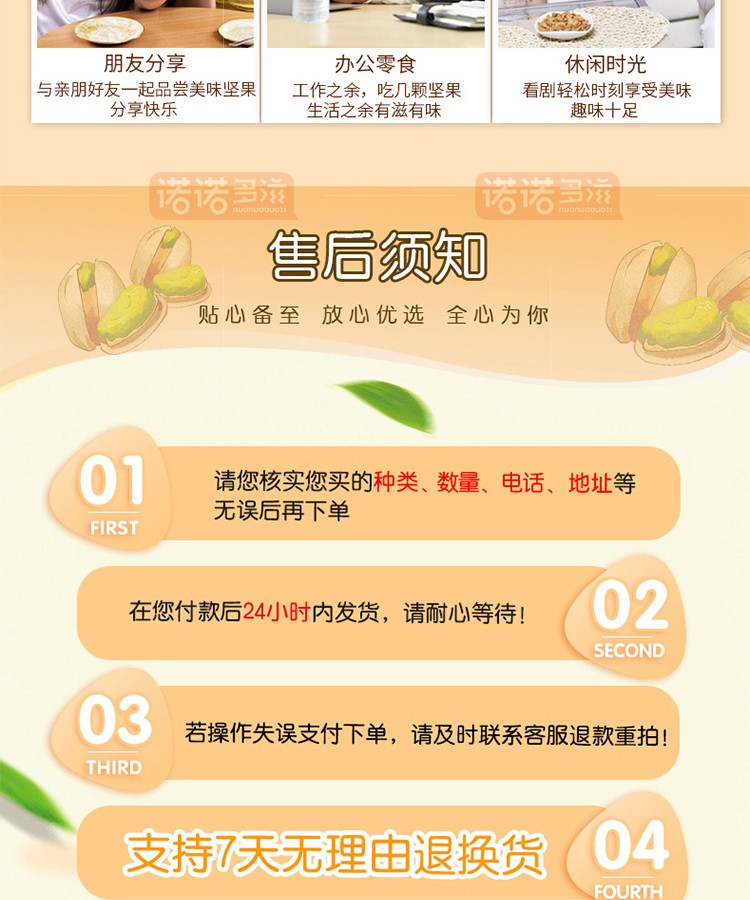 朋友分享
与亲朋好友一起品尝美味坚果
分享快乐
办公零食
工作之余，吃几颗坚果
生活之余有滋有味
休闲时光
看剧轻松时刻享受美味
趣味十足
诺诺多滋 诺诺多滋
nuonuoduozi nuonuoduozi
售后须知
贴心备至 放心优选 全心为你
01
FIRST
请您核实您买的种类、数量、电话、地址等
无误后再下单
在您付款后24小时内发货，请耐心等待！
02
SECOND
03
THIRD
若操作失误支付下单，请及时联系客服退款重拍！
支持7天无理由退换货
04
FOURTH